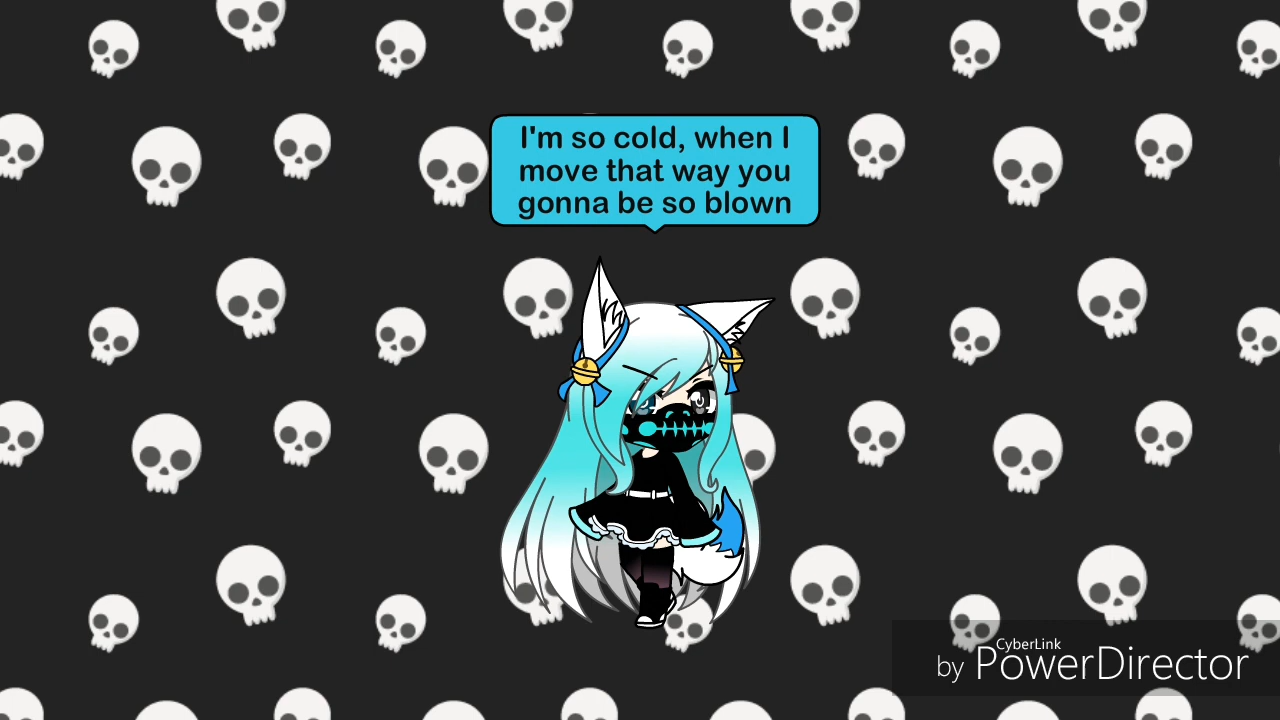 I'm so cold, when I
move that way you
gonna be so blown
CyberLink
by PowerDirector